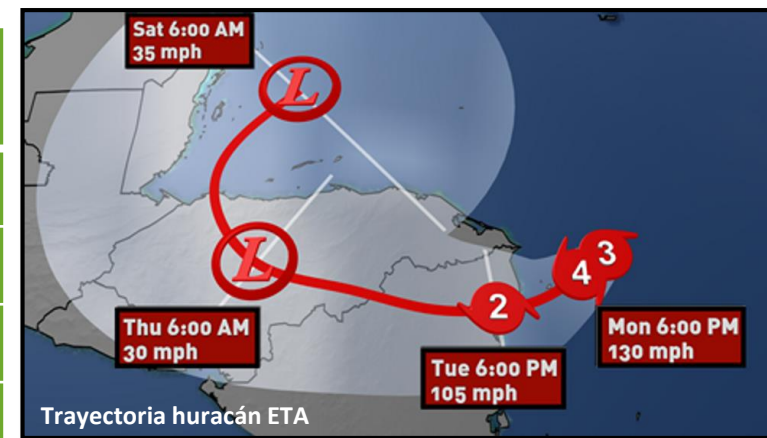 Sat 6:00 AM
35 mph
L
L
3
4
2
Thu 6:00 AM
30 mph
Mon 6:00 PM
130 mph
Tue 6:00 PM
105 mph
Trayectoria huracán ETA